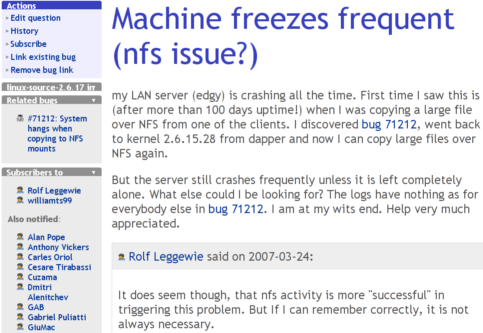 Actions
Edit question
History
Subscribe
Link existing bug
Remove bug link
linux-source-2.6.17 in
Related bugs
#71212: System
hangs when
copying to NFS
mounts
Subscribers to
Rolf Leggewie
williamts99
Also notified:
Alan Pope
Anthony Vickers
Carles Oriol
Cesare Tirabassi
Cuzama
Dmitri
Alenitchev
GAB
Gabriel Puliatti
GiuMac
Machine freezes frequent
(nfs issue?)
my LAN server (edgy) is crashing all the time. First time I saw this is
(after more than 100 days uptime!) when I was copying a large file
over NFS from one of the clients. I discovered bug 71212, went back
to kernel 2.6.15.28 from dapper and now I can copy large files over
NFS again.
But the server still crashes frequently unless it is left completely
alone. What else could I be looking for? The logs have nothing as for
everybody else in bug 71212. I am at my wits end. Help very much
appreciated.
Rolf Leggewie said on 2007-03-24:
It does seem though, that nfs activity is more "successful" in
triggering this problem. But If I can remember correctly, it is not
always necessary.